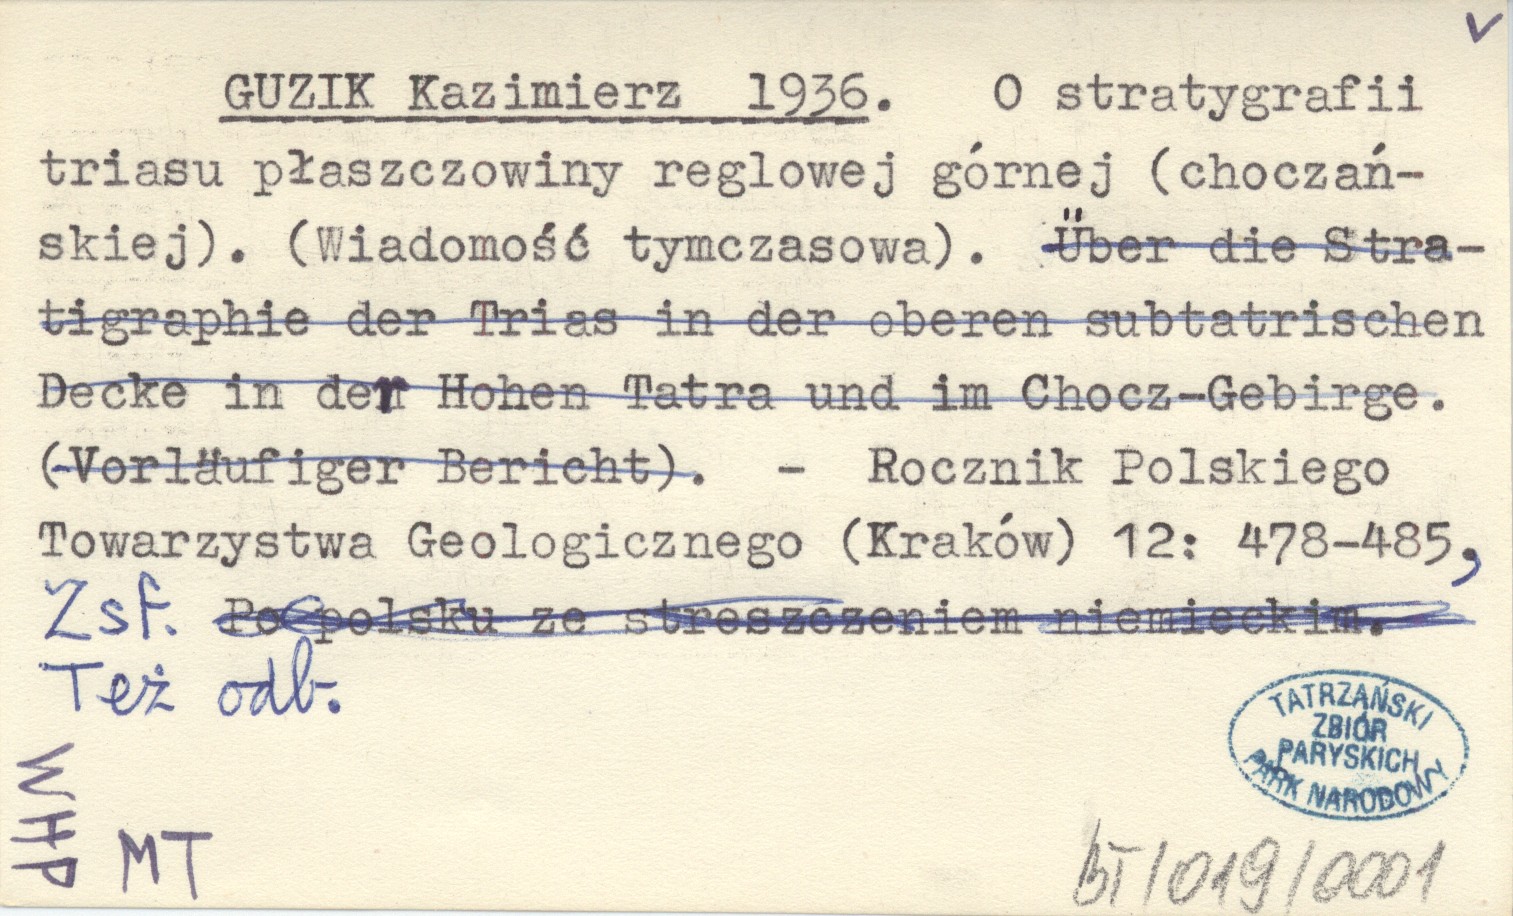 V
GUZIK Kazimierz 1936. O stratygrafii
triasu płaszczowiny reglowej górnej (choczań-
skiej). (Wiadomość tymczasowa). Über die Stra-
tigraphie der Trias in der oberen subtatrischen
Decke in der Hohen Tatra und im Chocz-Gebirge.
(Vorläufiger Bericht). - Rocznik Polskiego
Towarzystwa Geologicznego (Kraków) 12: 478-485,
Zsf. Po polsku ze streszczeniem niemieckim.
Też odb.
TATRZAŃSKI
ZBIÓR
PARYSKICH
PARK NARODOWY
WHP
MT
BT/019/0001